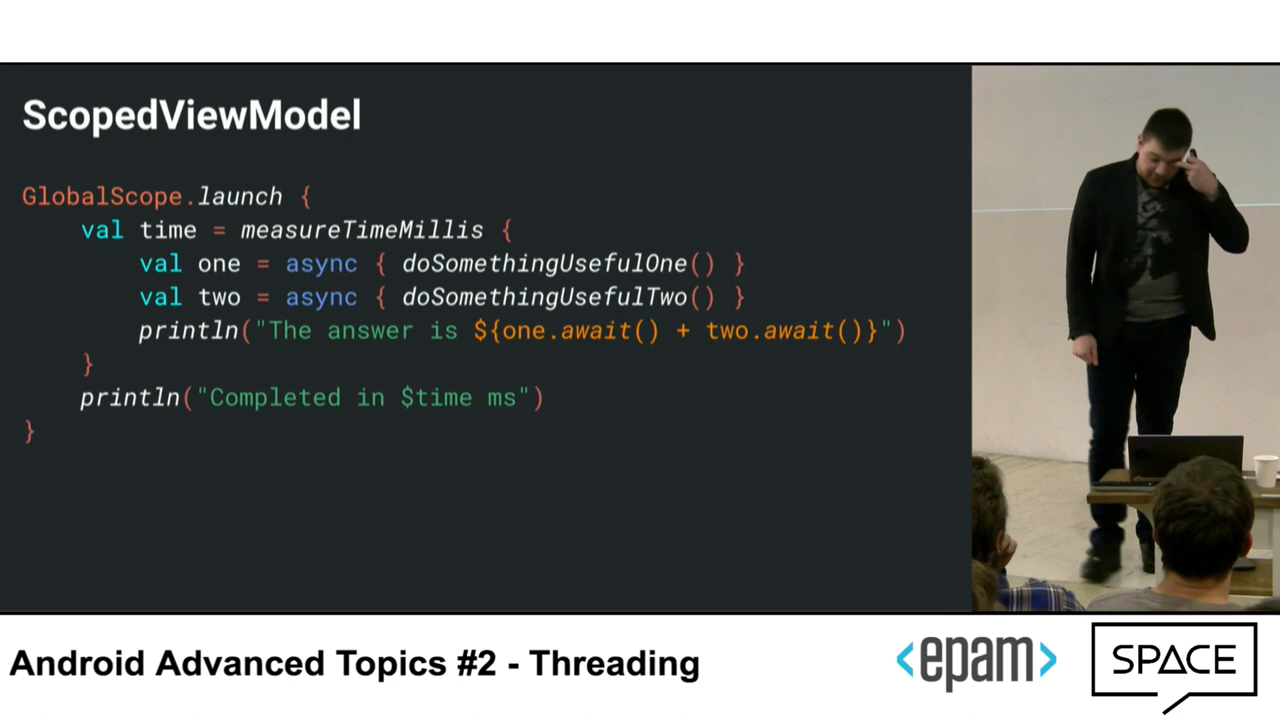 ScopedViewModel
GlobalScope.launch {
    val time = measureTimeMillis {
        val one = async { doSomethingUsefulOne() }
        val two = async { doSomethingUsefulTwo() }
        println("The answer is ${one.await() + two.await()}")
    }
    println("Completed in $time ms")
}
Android Advanced Topics #2 - Threading
<epam>
SPACE